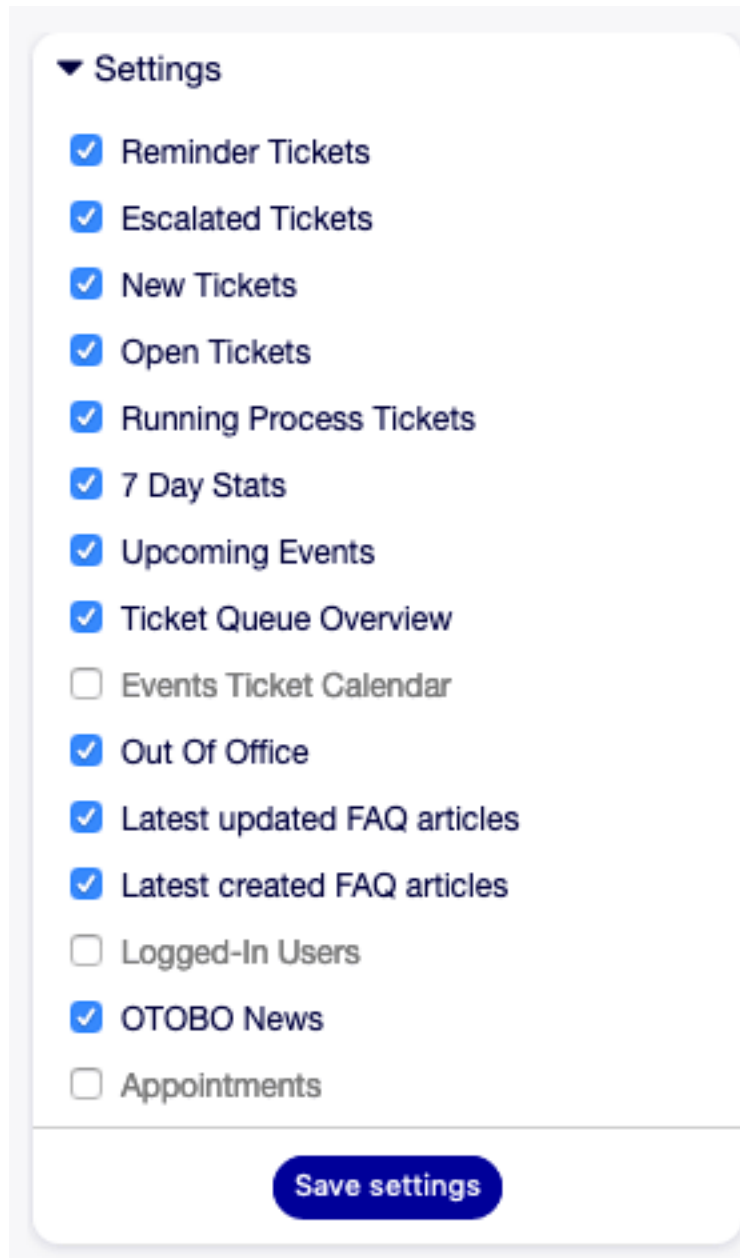 Settings
Reminder Tickets
Escalated Tickets
New Tickets
Open Tickets
Running Process Tickets
7 Day Stats
Upcoming Events
Ticket Queue Overview
Events Ticket Calendar
Out Of Office
Latest updated FAQ articles
Latest created FAQ articles
Logged-In Users
OTOBO News
Appointments
Save settings